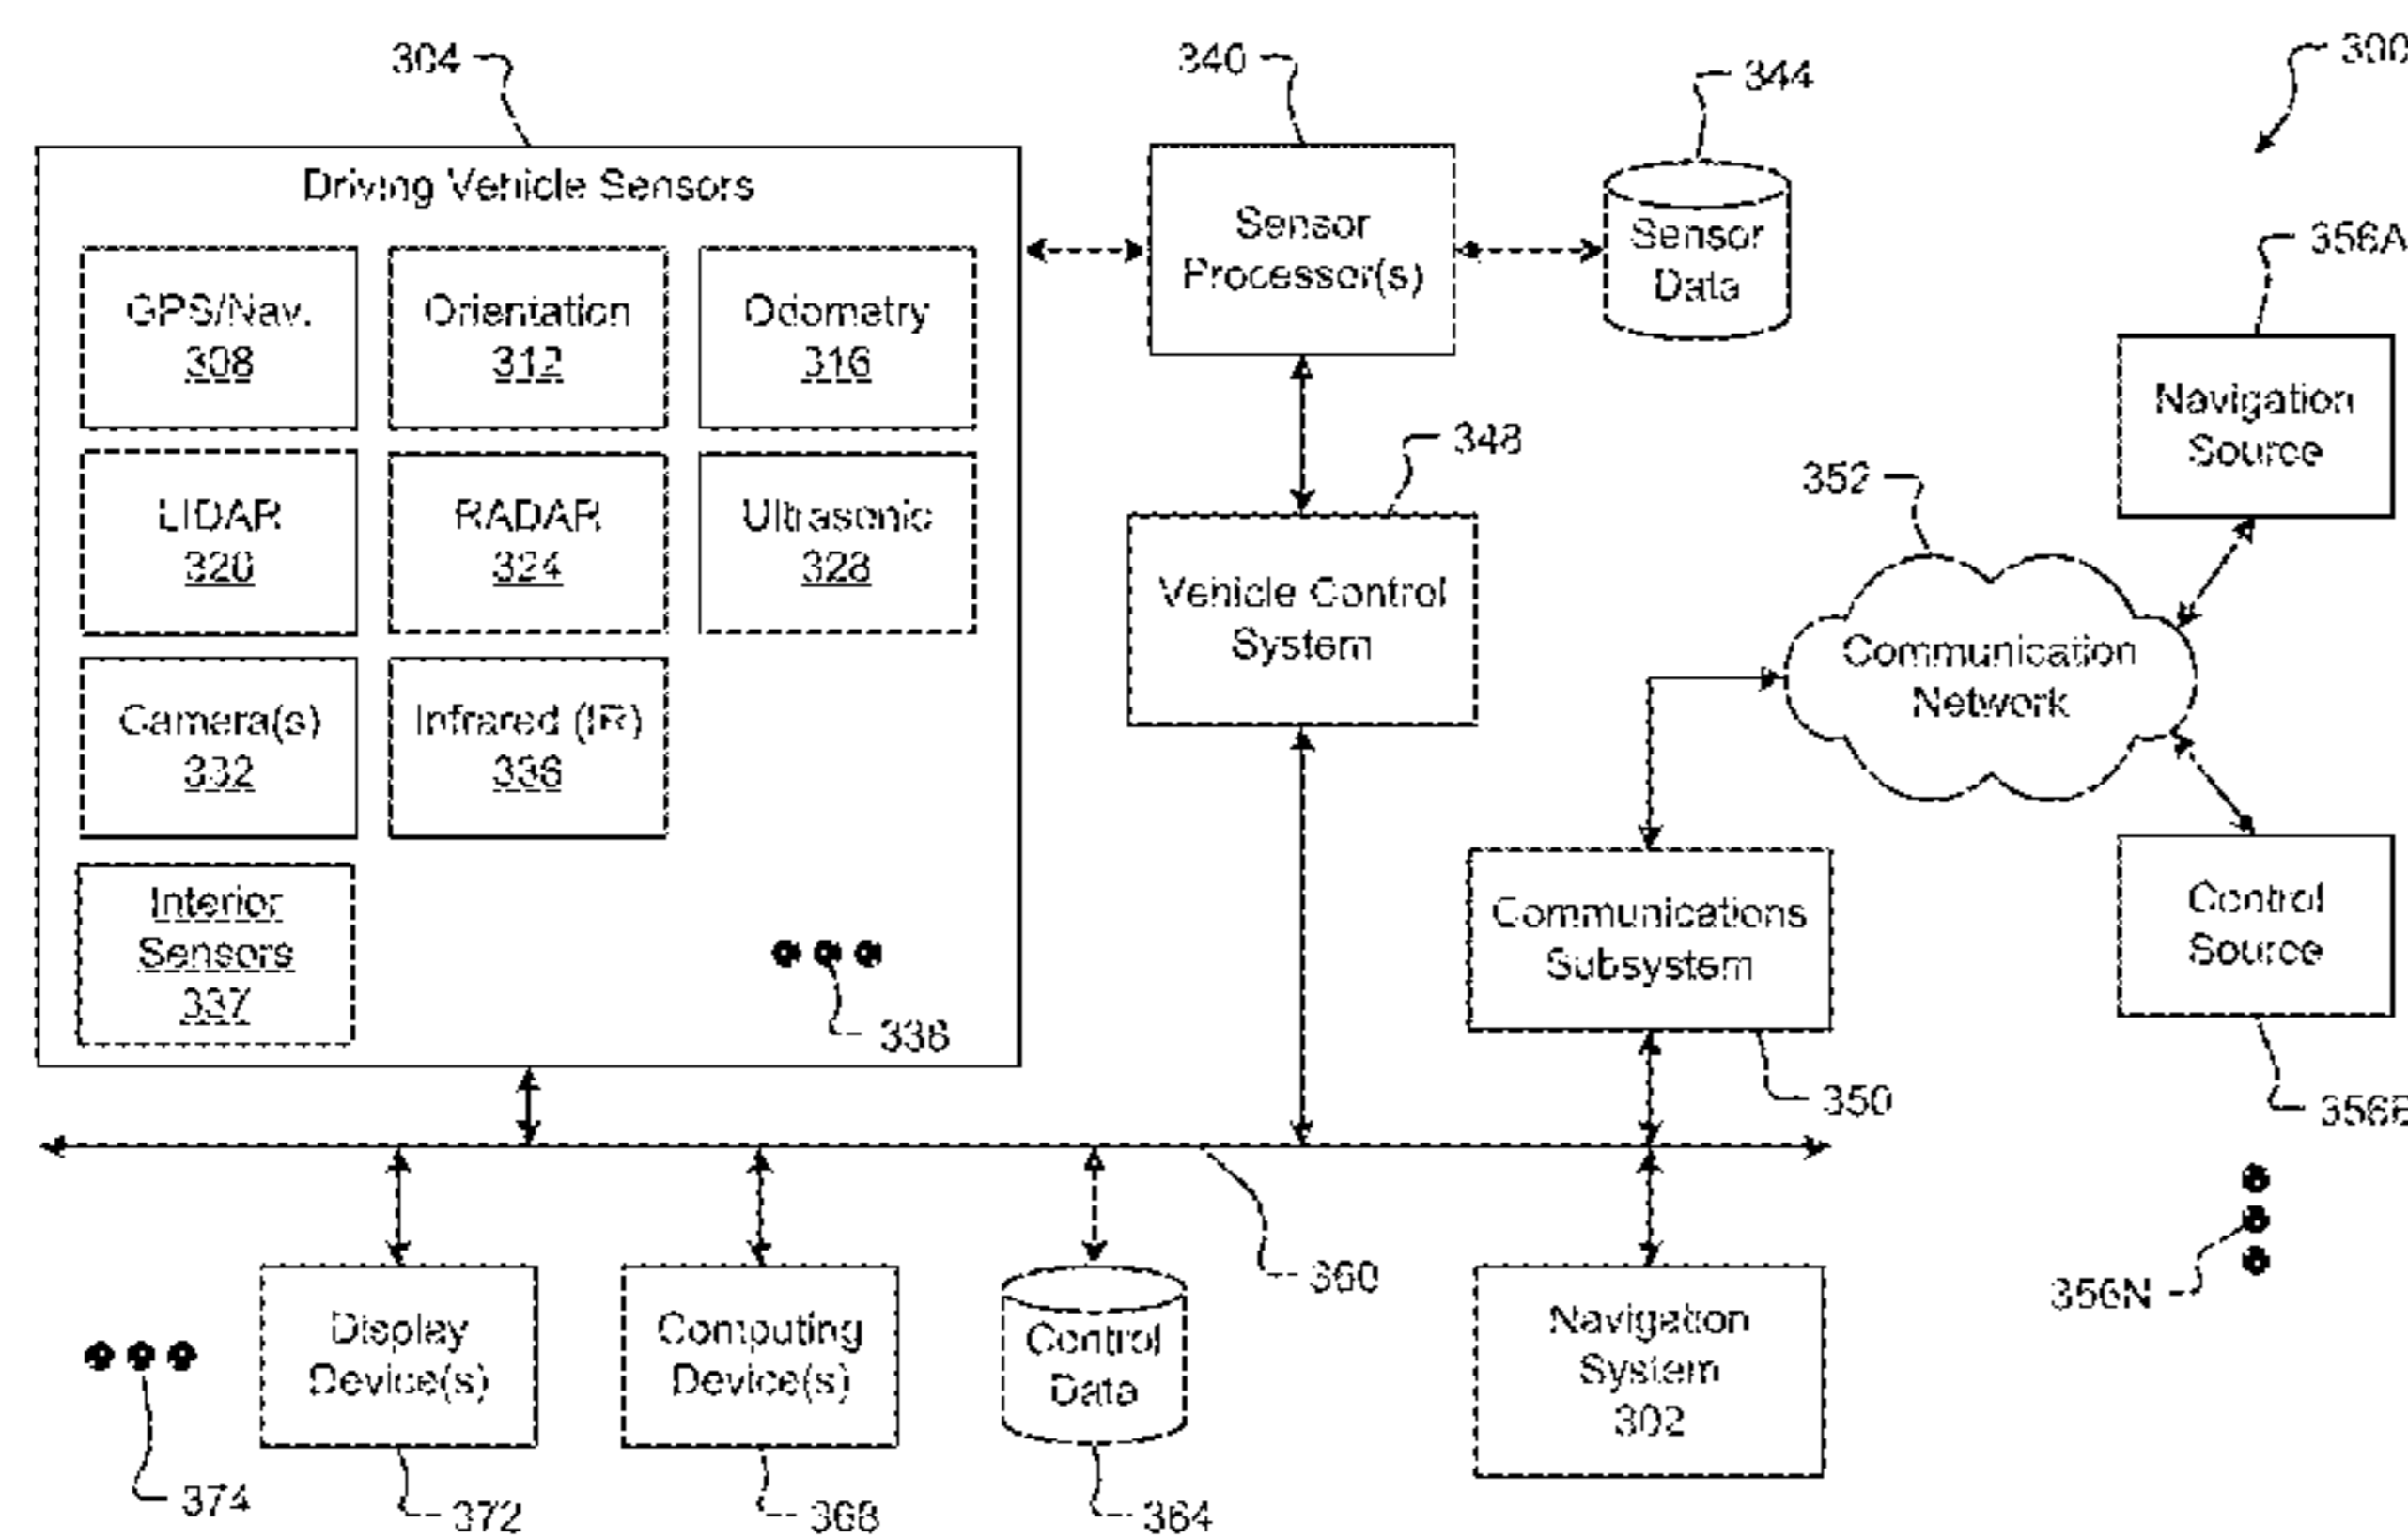 304
340
344
300
Driving Vehicle Sensors
GPS/Nav.
308
Orientation
312
Odometry
316
LIDAR
320
RADAR
324
Ultrasonic
328
Camera(s)
332
Infrared (IR)
336
Interior
Sensors
337
338
Sensor
Processor(s)
Sensor
Data
356A
Navigation
Source
348
Vehicle Control
System
352
Communication
Network
Communications
Subsystem
350
Control
Source
356B
356N
360
Display
Device(s)
372
Computing
Device(s)
368
Control
Data
364
Navigation
System
302
374